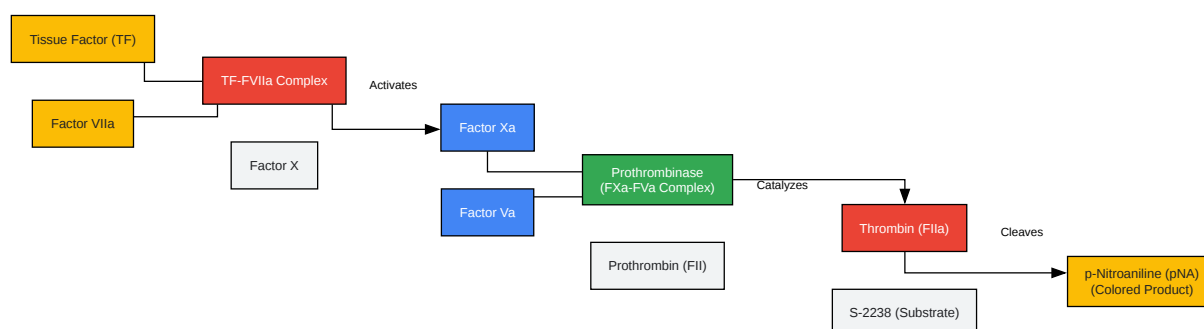 Tissue Factor (TF)
TF-FVIIa Complex
Activates
Factor VIIa
Factor Xa
Factor X
Prothrombinase
(FXa-FVa Complex)
Catalyzes
Factor Va
Thrombin (FIIa)
Cleaves
Prothrombin (FII)
p-Nitroaniline (pNA)
(Colored Product)
S-2238 (Substrate)